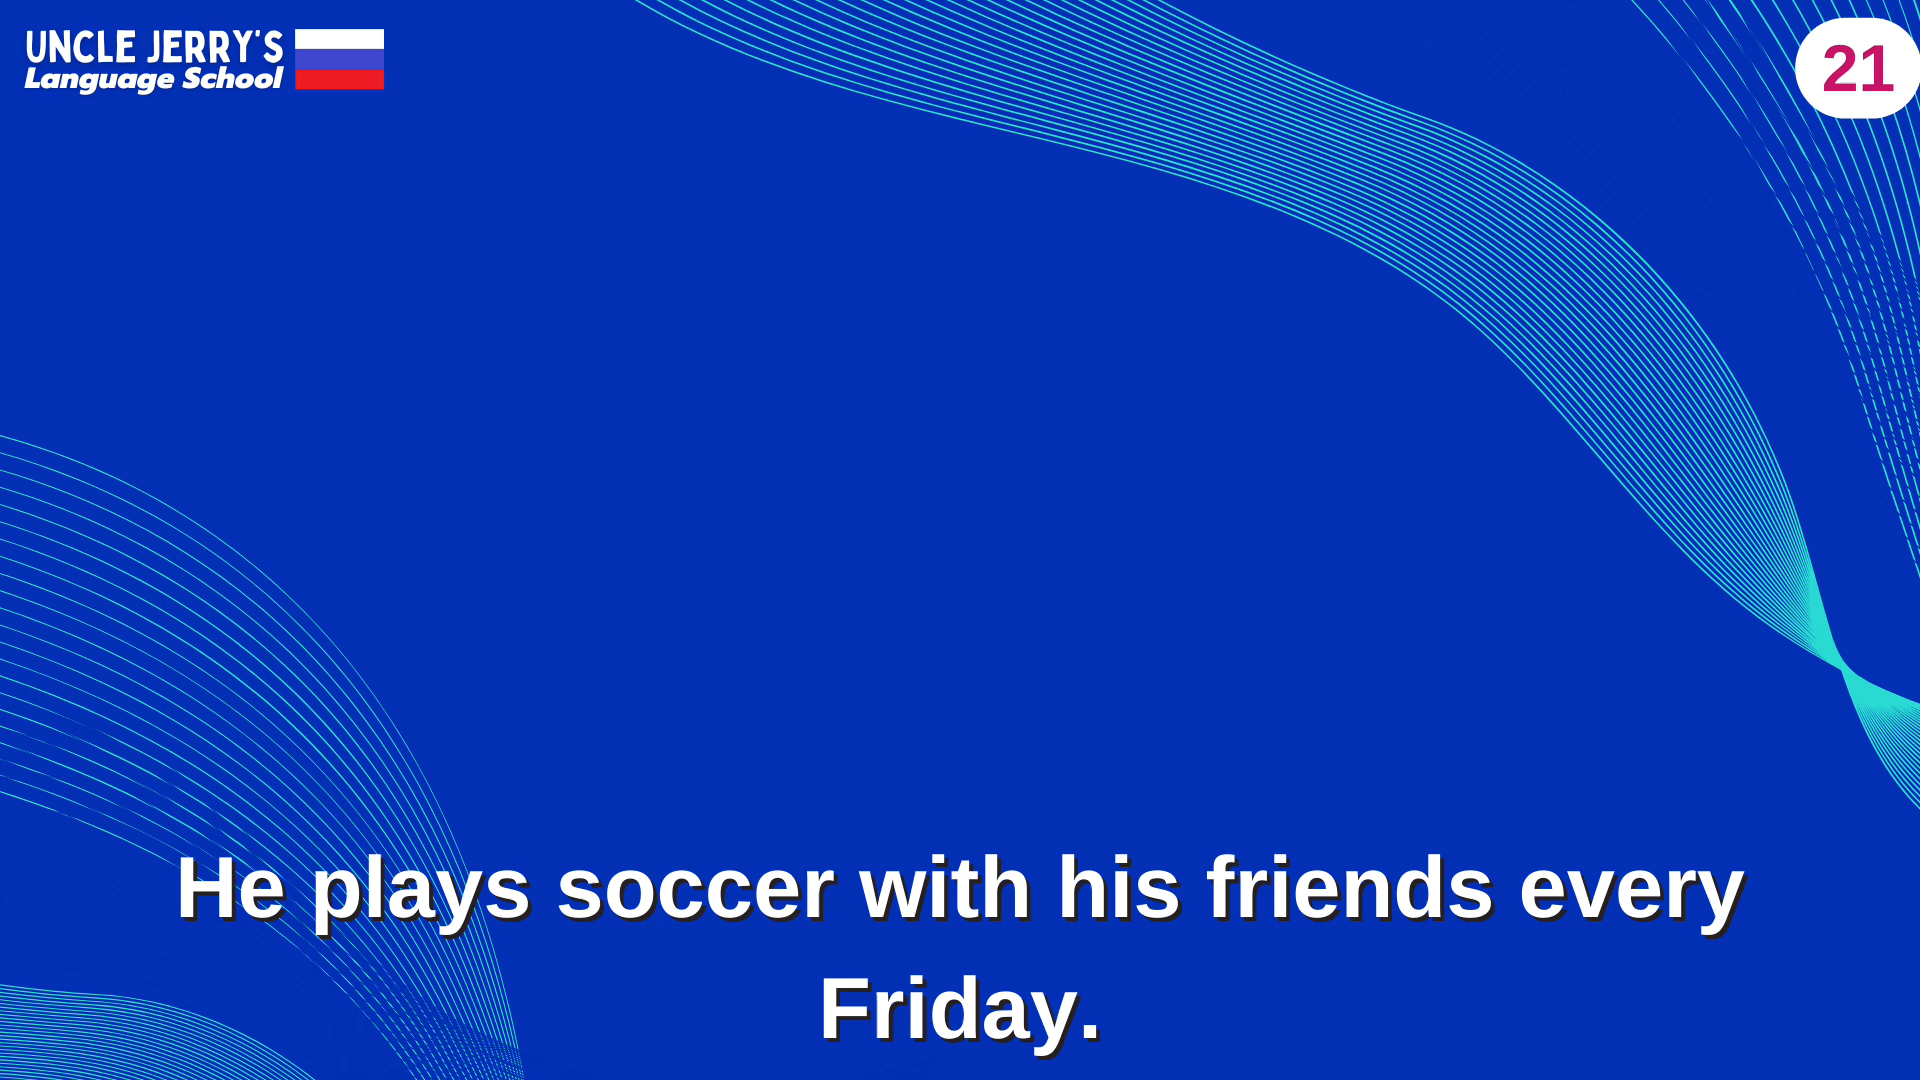 UNCLE JERRY'S
Language School
21
He plays soccer with his friends every
Friday.